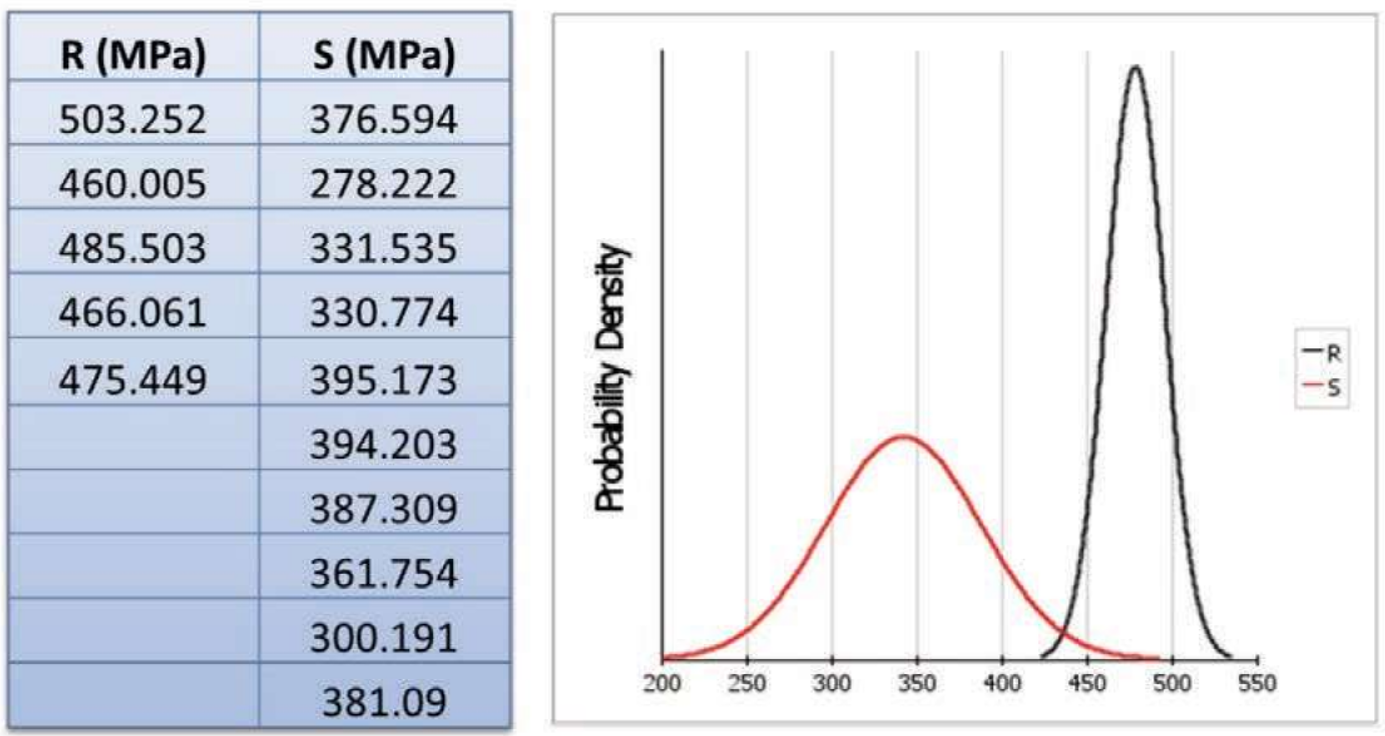 R (MPa) S (MPa)
503.252 376.594
460.005 278.222
485.503 331.535
466.061 330.774
475.449 395.173
394.203
387.309
361.754
300.191
381.09
Probability Density
R
S
200 250 300 350 400 450 500 550